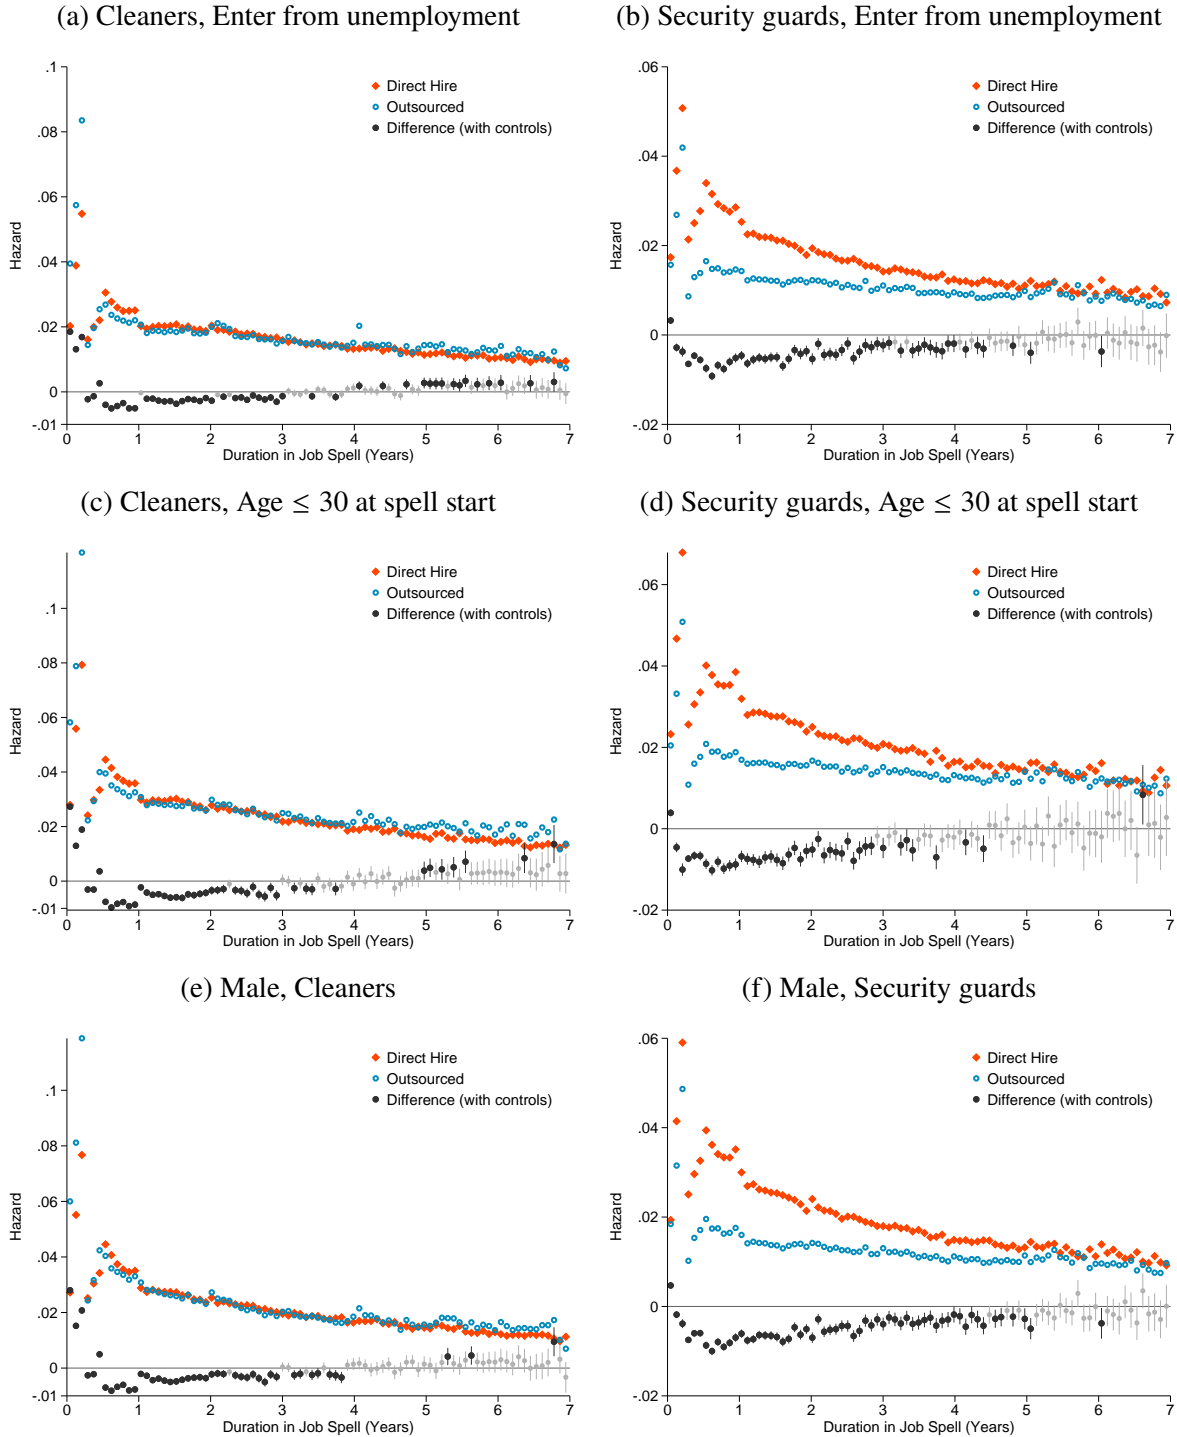 (a) Cleaners, Enter from unemployment
.1
.08
.06
.04
.02
0
-.01
Hazard
Direct Hire
Outsourced
Difference (with controls)
0 1 2 3 4 5 6 7
Duration in Job Spell (Years)
(b) Security guards, Enter from unemployment
.06
.04
.02
0
-.02
Hazard
Direct Hire
Outsourced
Difference (with controls)
0 1 2 3 4 5 6 7
Duration in Job Spell (Years)
(c) Cleaners, Age ≤ 30 at spell start
.1
.08
.06
.04
.02
0
-.01
Hazard
Direct Hire
Outsourced
Difference (with controls)
0 1 2 3 4 5 6 7
Duration in Job Spell (Years)
(d) Security guards, Age ≤ 30 at spell start
.06
.04
.02
0
-.02
Hazard
Direct Hire
Outsourced
Difference (with controls)
0 1 2 3 4 5 6 7
Duration in Job Spell (Years)
(e) Male, Cleaners
.1
.08
.06
.04
.02
0
-.01
Hazard
Direct Hire
Outsourced
Difference (with controls)
0 1 2 3 4 5 6 7
Duration in Job Spell (Years)
(f) Male, Security guards
.06
.04
.02
0
-.02
Hazard
Direct Hire
Outsourced
Difference (with controls)
0 1 2 3 4 5 6 7
Duration in Job Spell (Years)